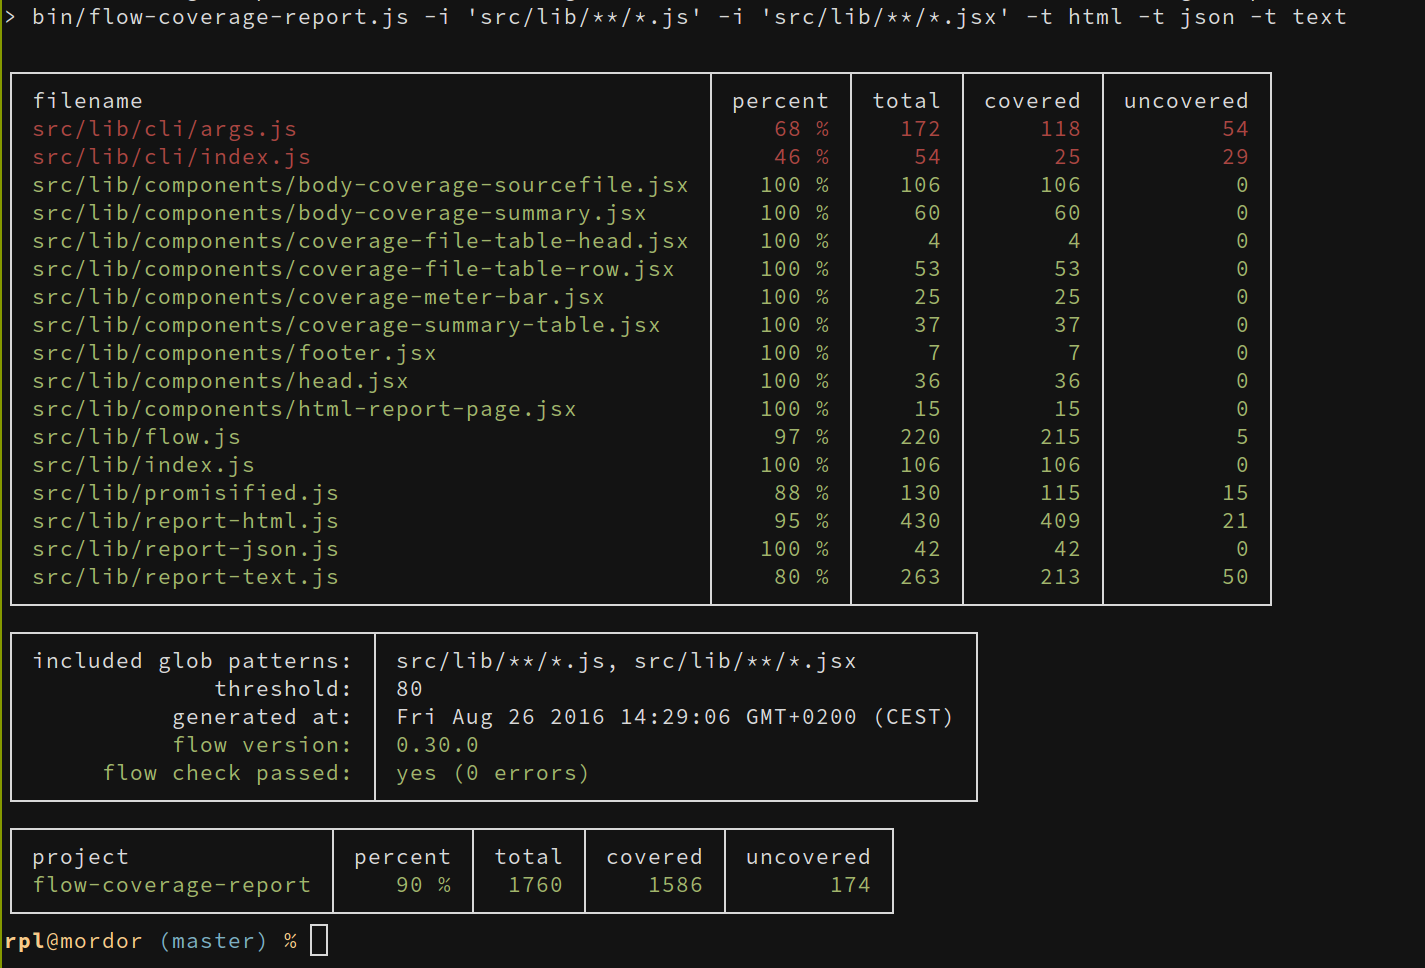 > bin/flow-coverage-report.js -i 'src/lib/**/*.js' -i 'src/lib/**/*.jsx' -t html -t json -t text
filename percent total covered uncovered
src/lib/cli/args.js 68 % 172 118 54
src/lib/cli/index.js 46 % 54 25 29
src/lib/components/body-coverage-sourcefile.jsx 100 % 106 106 0
src/lib/components/body-coverage-summary.jsx 100 % 60 60 0
src/lib/components/coverage-file-table-head.jsx 100 % 4 4 0
src/lib/components/coverage-file-table-row.jsx 100 % 53 53 0
src/lib/components/coverage-meter-bar.jsx 100 % 25 25 0
src/lib/components/coverage-summary-table.jsx 100 % 37 37 0
src/lib/components/footer.jsx 100 % 7 7 0
src/lib/components/head.jsx 100 % 36 36 0
src/lib/components/html-report-page.jsx 100 % 15 15 0
src/lib/flow.js 97 % 220 215 5
src/lib/index.js 100 % 106 106 0
src/lib/promisified.js 88 % 130 115 15
src/lib/report-html.js 95 % 430 409 21
src/lib/report-json.js 100 % 42 42 0
src/lib/report-text.js 80 % 263 213 50
included glob patterns: src/lib/**/*.js, src/lib/**/*.jsx
threshold: 80
generated at: Fri Aug 26 2016 14:29:06 GMT+0200 (CEST)
flow version: 0.30.0
flow check passed: yes (0 errors)
project percent total covered uncovered
flow-coverage-report 90 % 1760 1586 174
rpl@mordor (master) %